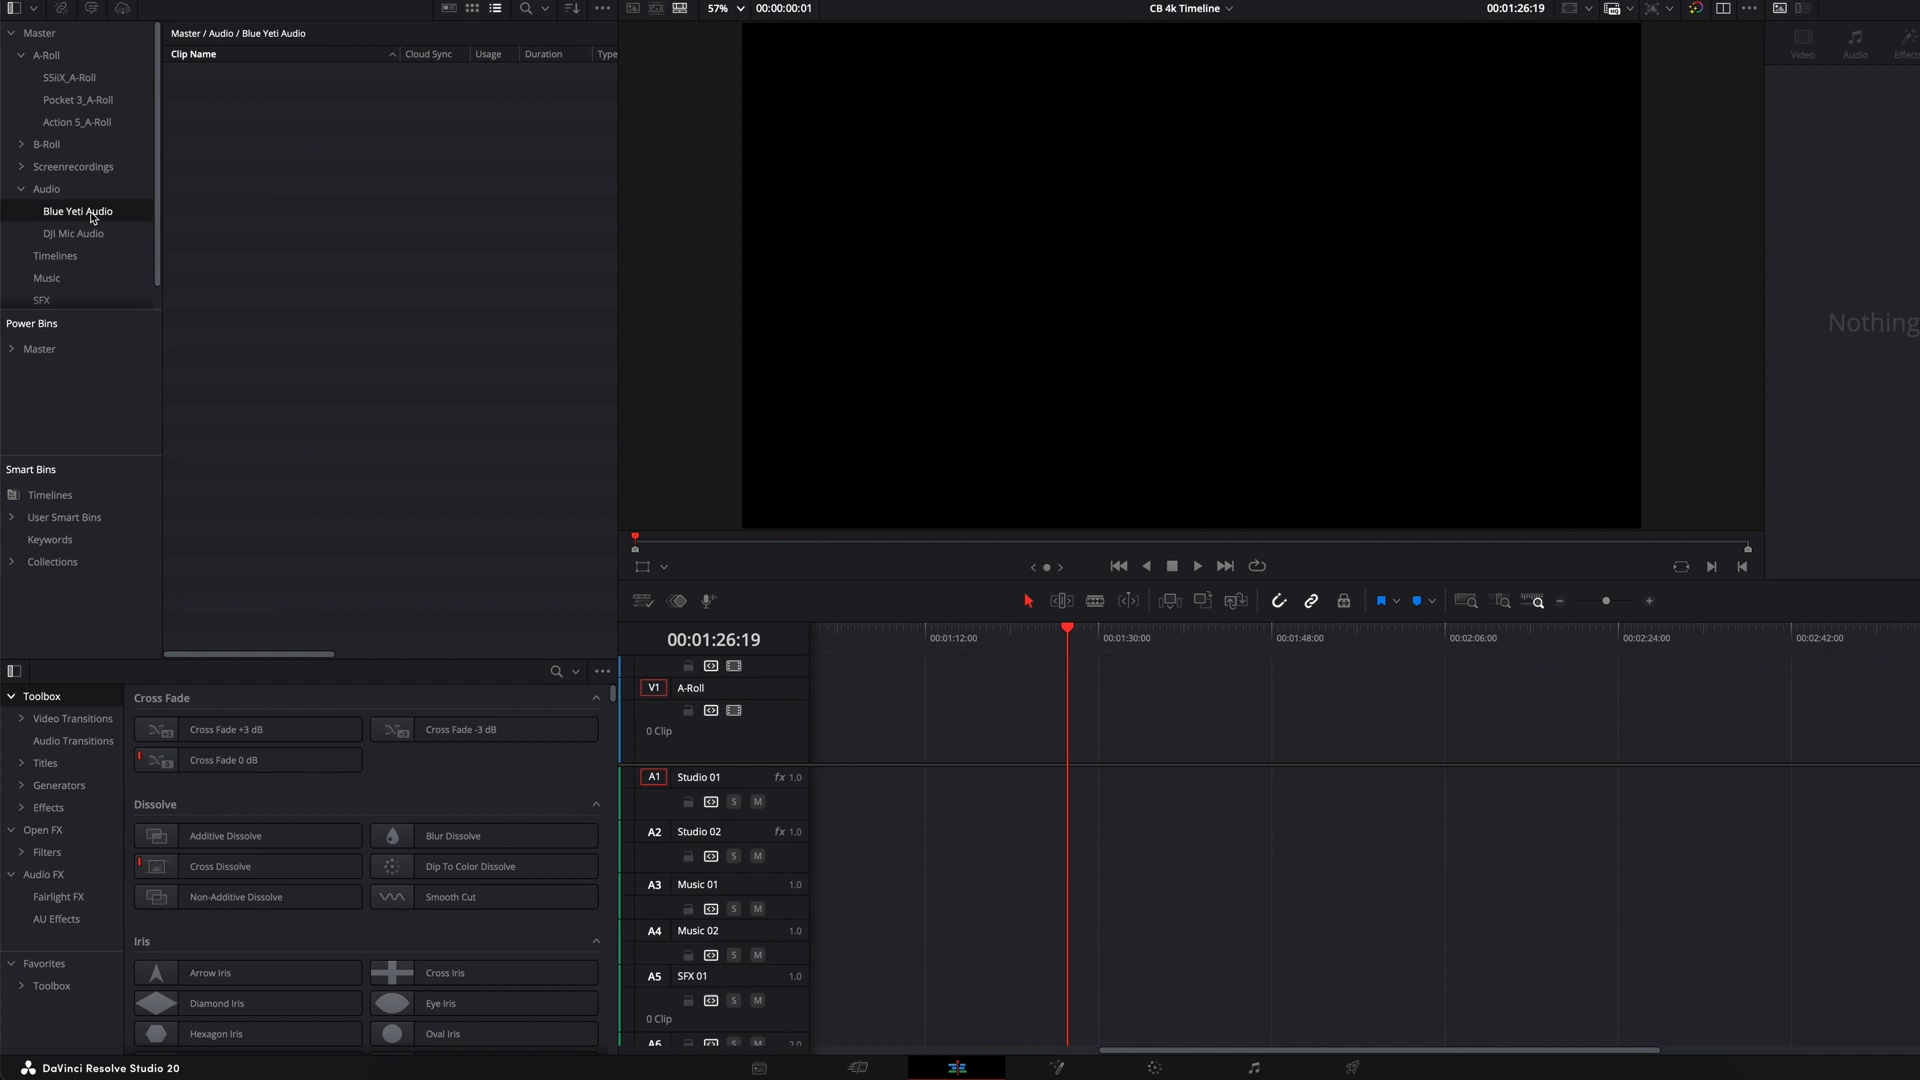 57%
00:00:00:01
CB 4k Timeline
00:01:26:19
Master
A-Roll
S5iiX_A-Roll
Pocket 3_A-Roll
Action 5_A-Roll
B-Roll
Screenrecordings
Audio
Blue Yeti Audio
DJI Mic Audio
Timelines
Music
SFX
Power Bins
Master
Smart Bins
Timelines
User Smart Bins
Keywords
Collections
Master / Audio / Blue Yeti Audio
Clip Name Cloud Sync Usage Duration Type
Video Audio Effects
Nothing
Toolbox
Video Transitions
Audio Transitions
Titles
Generators
Effects
Open FX
Filters
Audio FX
Fairlight FX
AU Effects
Favorites
Toolbox
Cross Fade
Cross Fade +3 dB Cross Fade -3 dB
Cross Fade 0 dB
Dissolve
Additive Dissolve Blur Dissolve
Cross Dissolve Dip To Color Dissolve
Non-Additive Dissolve Smooth Cut
Iris
Arrow Iris Cross Iris
Diamond Iris Eye Iris
Hexagon Iris Oval Iris
00:01:26:19
00:01:12:00 00:01:30:00 00:01:48:00 00:02:06:00 00:02:24:00 00:02:42:00
V1 A-Roll
0 Clip
A1 Studio 01 fx 1.0
S M
A2 Studio 02 fx 1.0
S M
A3 Music 01 1.0
S M
A4 Music 02 1.0
S M
A5 SFX 01 1.0
S M
0 Clip
A6 S M 2.0
DaVinci Resolve Studio 20